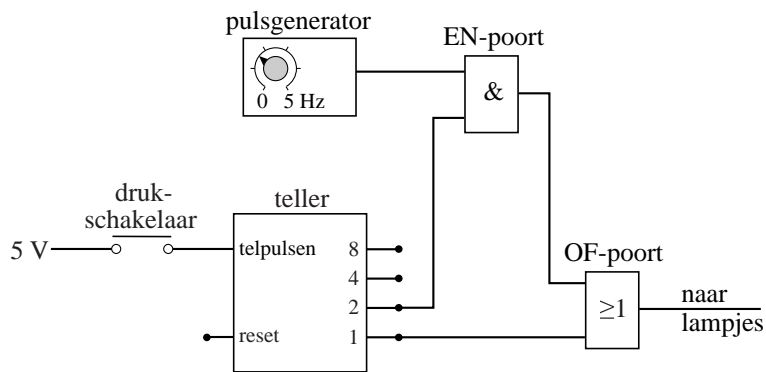 pulsgenerator
0 5 Hz
EN-poort
&
druk-
schakelaar
5 V
teller
telpulsen
8
4
2
reset
1
OF-poort
≥1
naar
lampjes